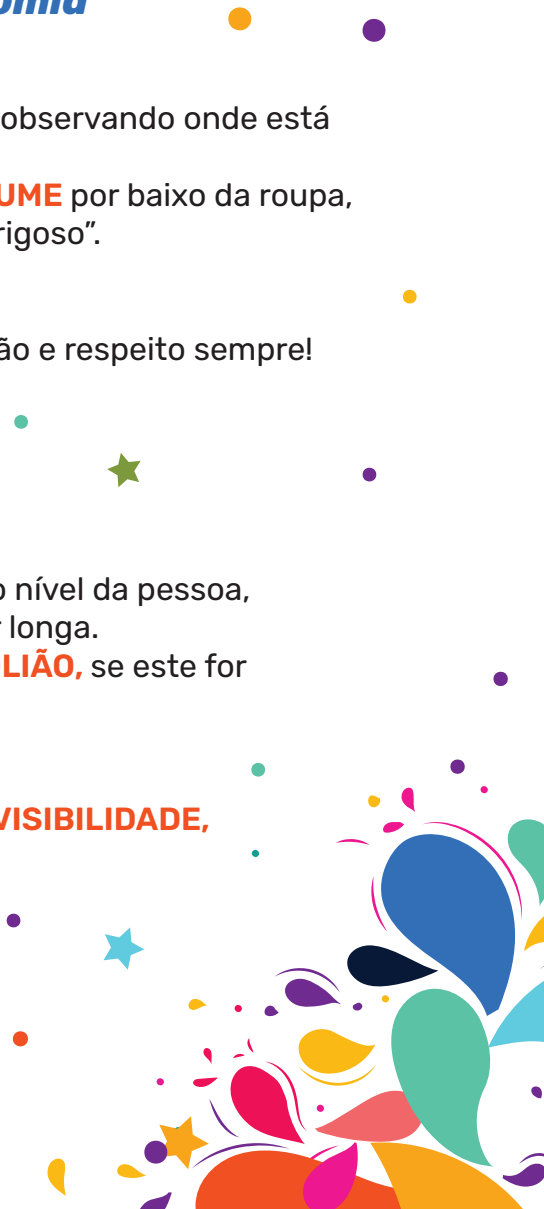 observando onde está
UME por baixo da roupa,
rigoso”.
ão e respeito sempre!
o nível da pessoa,
r longa.
LIÃO, se este for
VISIBILIDADE,